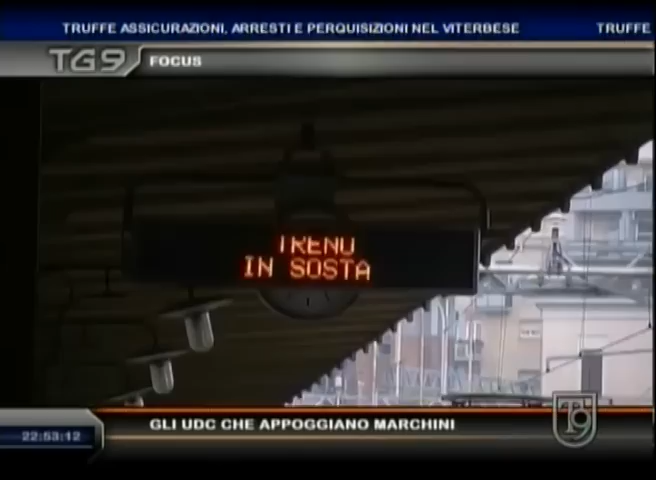 TRUFFE ASSICURAZIONI, ARRESTI E PERQUISIZIONI NEL VITERBESE TRUFFE
TG9 FOCUS
TRENO
IN SOSTA
GLI UDC CHE APPOGGIANO MARCHINI
22:53:12
T9